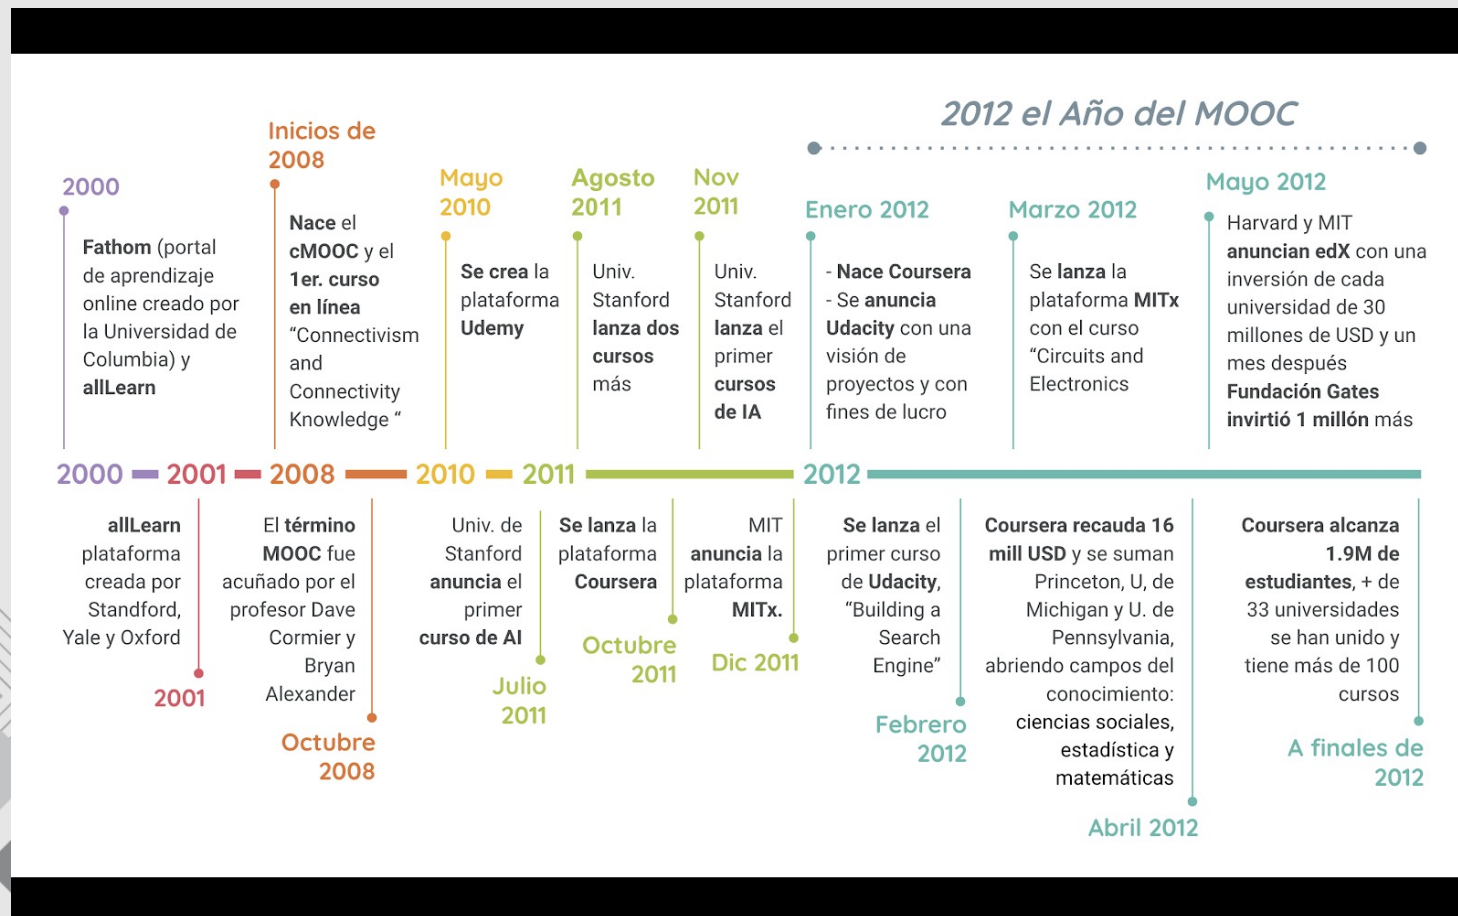 2012 el Año del MOOC
2000
Fathom (portal
de aprendizaje
online creado por
la Universidad de
Columbia) y
allLearn
Inicios de
2008
Nace el
cMOOC y el
1er. curso
en línea
“Connectivism
and
Connectivity
Knowledge “
Mayo
2010
Se crea la
plataforma
Udemy
Agosto
2011
Univ.
Stanford
lanza dos
cursos
más
Nov
2011
Univ.
Stanford
lanza el
primer
cursos
de IA
Enero 2012
- Nace Coursera
- Se anuncia
Udacity con una
visión de
proyectos y con
fines de lucro
Marzo 2012
Se lanza la
plataforma MITx
con el curso
“Circuits and
Electronics
Mayo 2012
Harvard y MIT
anuncian edX con una
inversión de cada
universidad de 30
millones de USD y un
mes después
Fundación Gates
invirtió 1 millón más
2000 2001 2008 2010 2011 2012
allLearn
plataforma
creada por
Standford,
Yale y Oxford
2001
El término
MOOC fue
acuñado por el
profesor Dave
Cormier y
Bryan
Alexander
Octubre
2008
Univ. de
Stanford
anuncia el
primer
curso de AI
Julio
2011
Se lanza la
plataforma
Coursera
Octubre
2011
MIT
anuncia la
plataforma
MITx.
Dic 2011
Se lanza el
primer curso
de Udacity,
“Building a
Search
Engine”
Febrero
2012
Coursera recauda 16
mill USD y se suman
Princeton, U, de
Michigan y U. de
Pennsylvania,
abriendo campos del
conocimiento:
ciencias sociales,
estadística y
matemáticas
Abril 2012
Coursera alcanza
1.9M de
estudiantes, + de
33 universidades
se han unido y
tiene más de 100
cursos
A finales de
2012